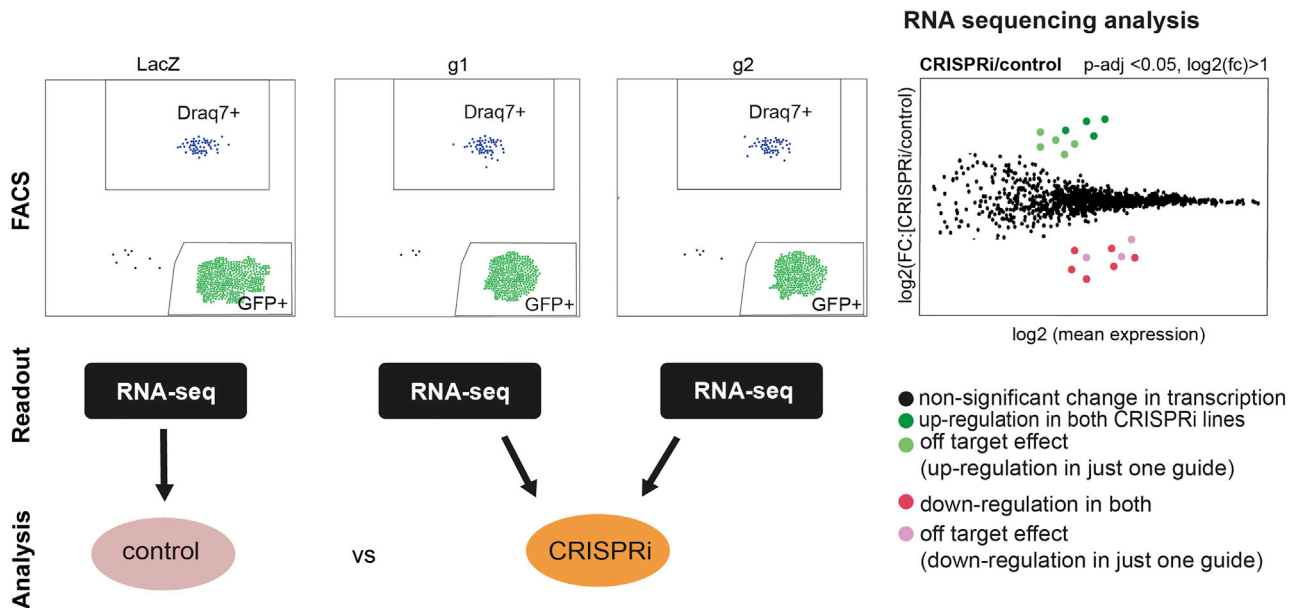 RNA sequencing analysis
LacZ
g1
g2
CRISPRi/control p-adj <0.05, log2(fc)>1
FACS
Draq7+
Draq7+
Draq7+
GFP+
GFP+
GFP+
log2(FC:[CRISPRi/control)
log2 (mean expression)
Readout
RNA-seq
RNA-seq
RNA-seq
Analysis
control
vs
CRISPRi
non-significant change in transcription
up-regulation in both CRISPRi lines
off target effect
(up-regulation in just one guide)
down-regulation in both
off target effect
(down-regulation in just one guide)